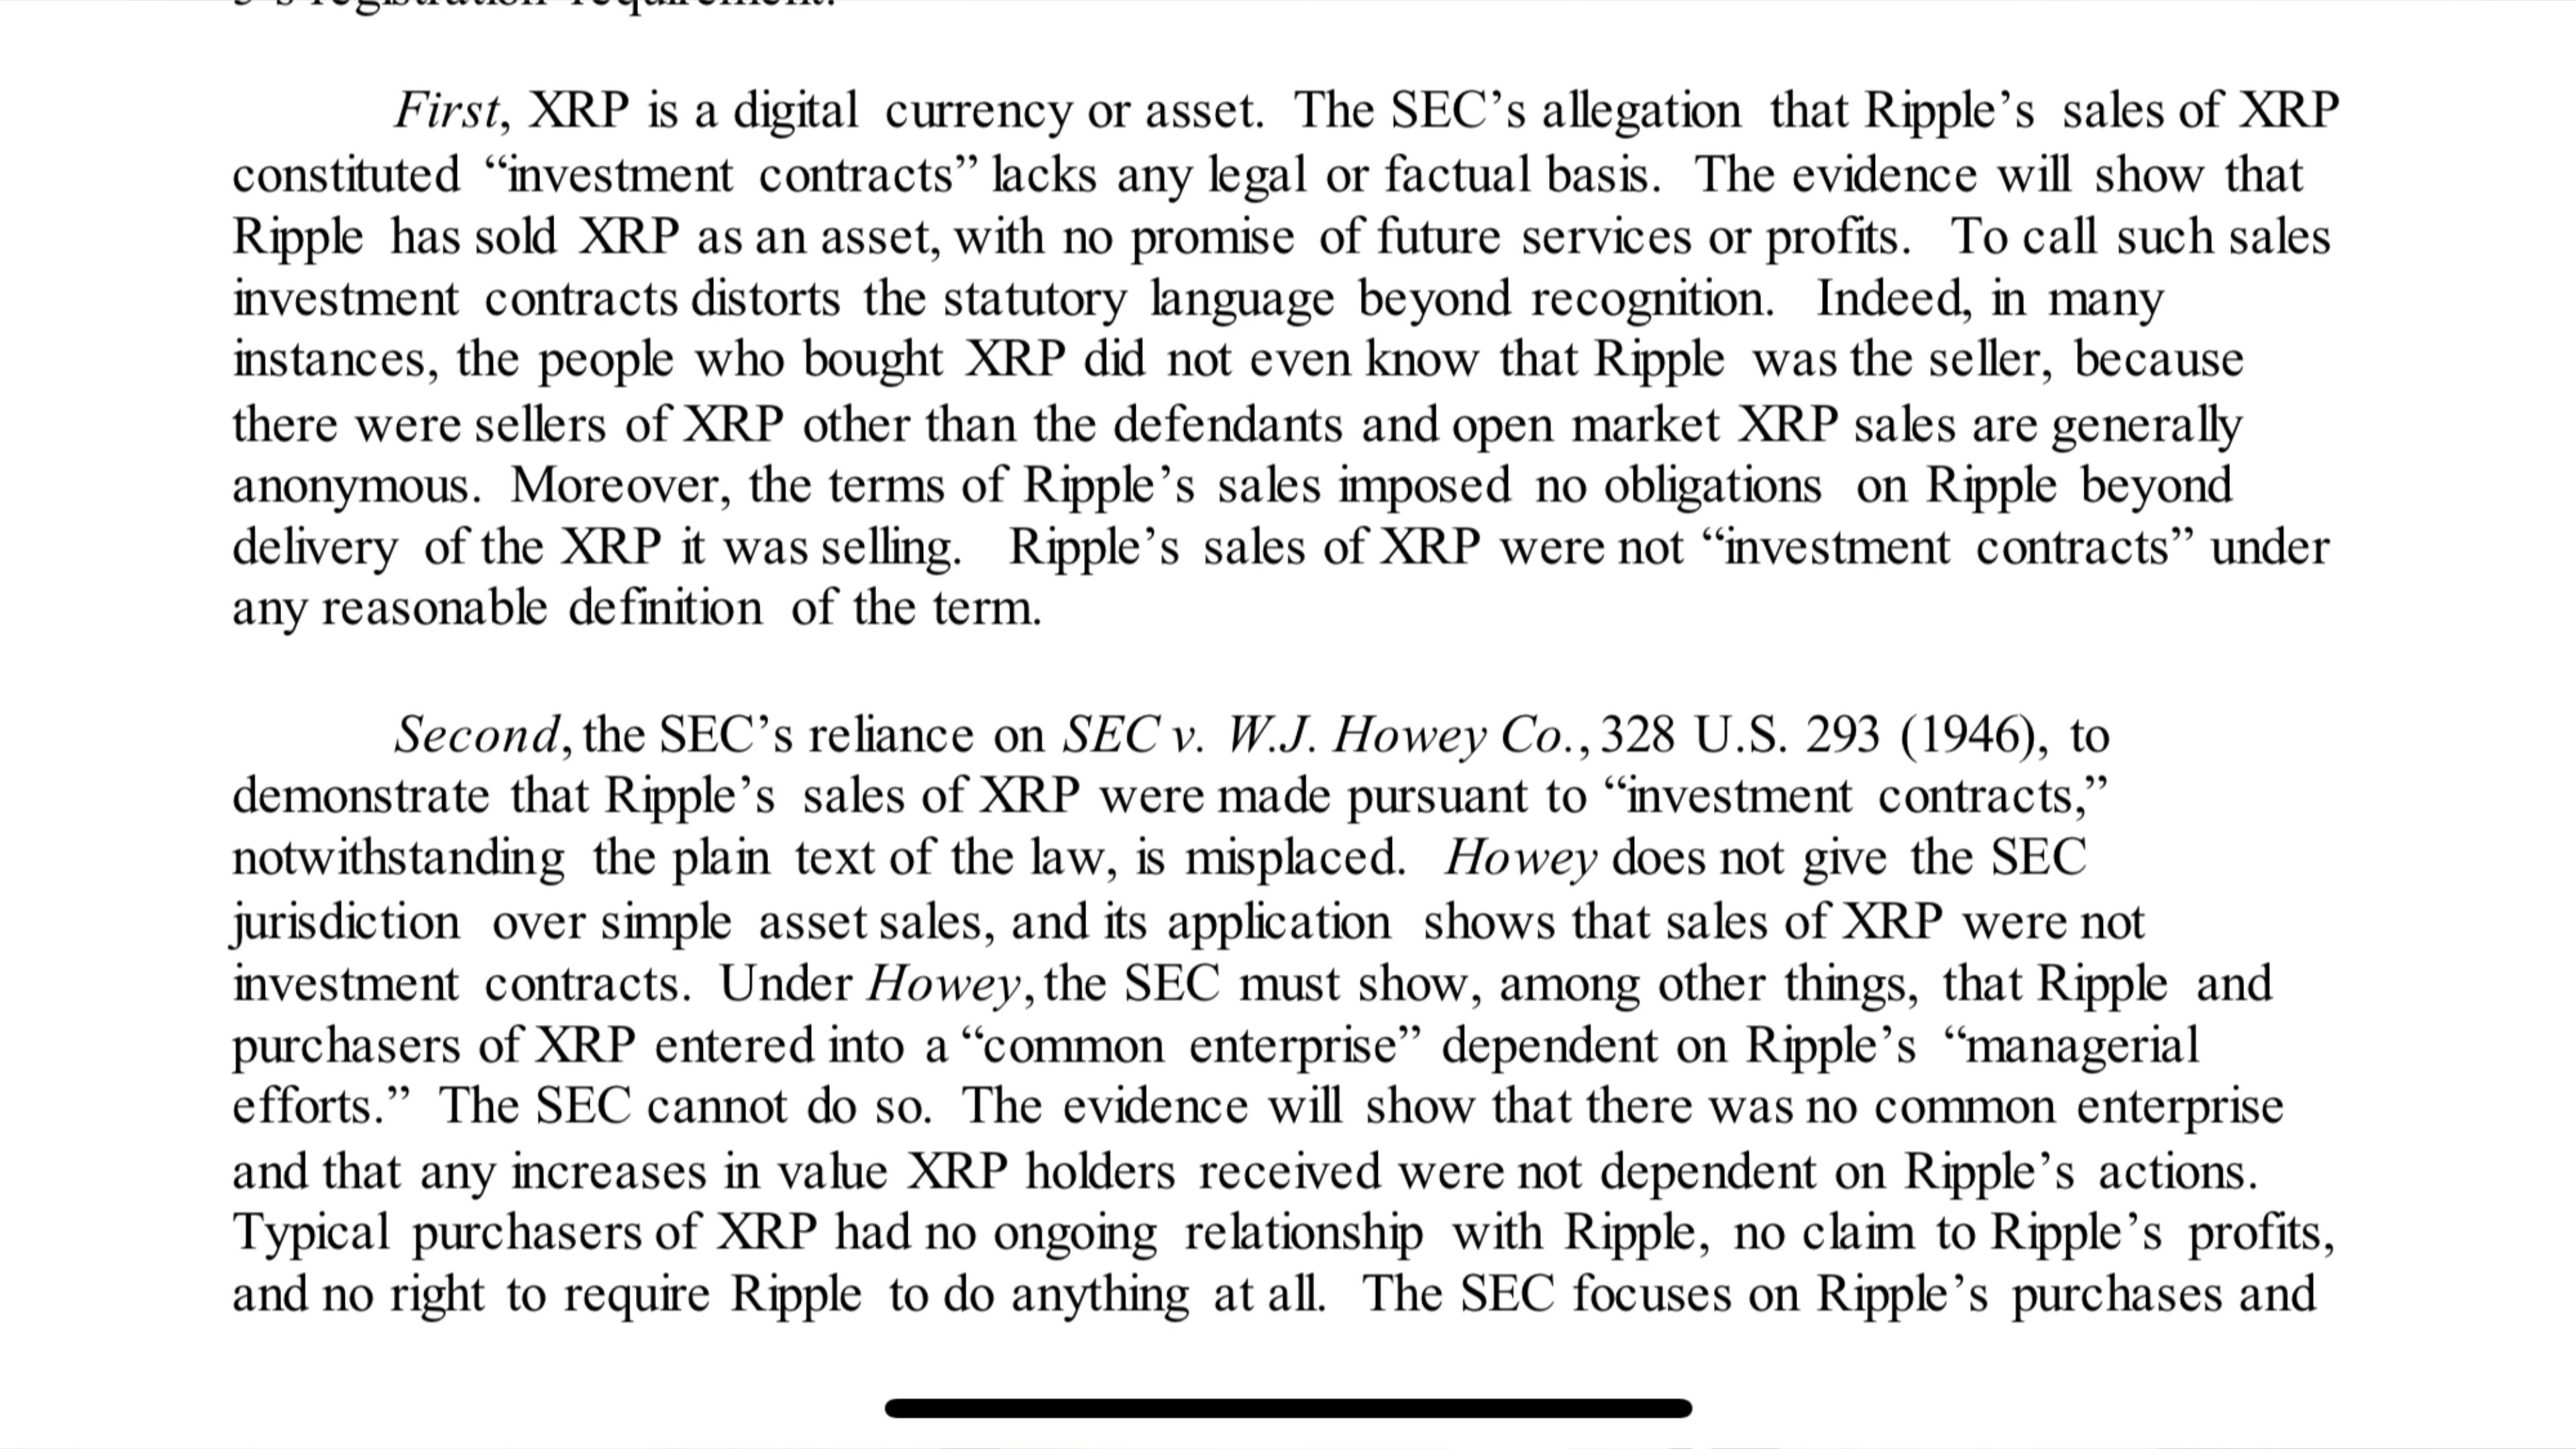 5's registration requirement.
First, XRP is a digital currency or asset. The SEC’s allegation that Ripple’s sales of XRP
constituted “investment contracts” lacks any legal or factual basis. The evidence will show that
Ripple has sold XRP as an asset, with no promise of future services or profits. To call such sales
investment contracts distorts the statutory language beyond recognition. Indeed, in many
instances, the people who bought XRP did not even know that Ripple was the seller, because
there were sellers of XRP other than the defendants and open market XRP sales are generally
anonymous. Moreover, the terms of Ripple’s sales imposed no obligations on Ripple beyond
delivery of the XRP it was selling. Ripple’s sales of XRP were not “investment contracts” under
any reasonable definition of the term.
Second, the SEC’s reliance on SEC v. W.J. Howey Co., 328 U.S. 293 (1946), to
demonstrate that Ripple’s sales of XRP were made pursuant to “investment contracts,”
notwithstanding the plain text of the law, is misplaced. Howey does not give the SEC
jurisdiction over simple asset sales, and its application shows that sales of XRP were not
investment contracts. Under Howey, the SEC must show, among other things, that Ripple and
purchasers of XRP entered into a “common enterprise” dependent on Ripple’s “managerial
efforts.” The SEC cannot do so. The evidence will show that there was no common enterprise
and that any increases in value XRP holders received were not dependent on Ripple’s actions.
Typical purchasers of XRP had no ongoing relationship with Ripple, no claim to Ripple’s profits,
and no right to require Ripple to do anything at all. The SEC focuses on Ripple’s purchases and